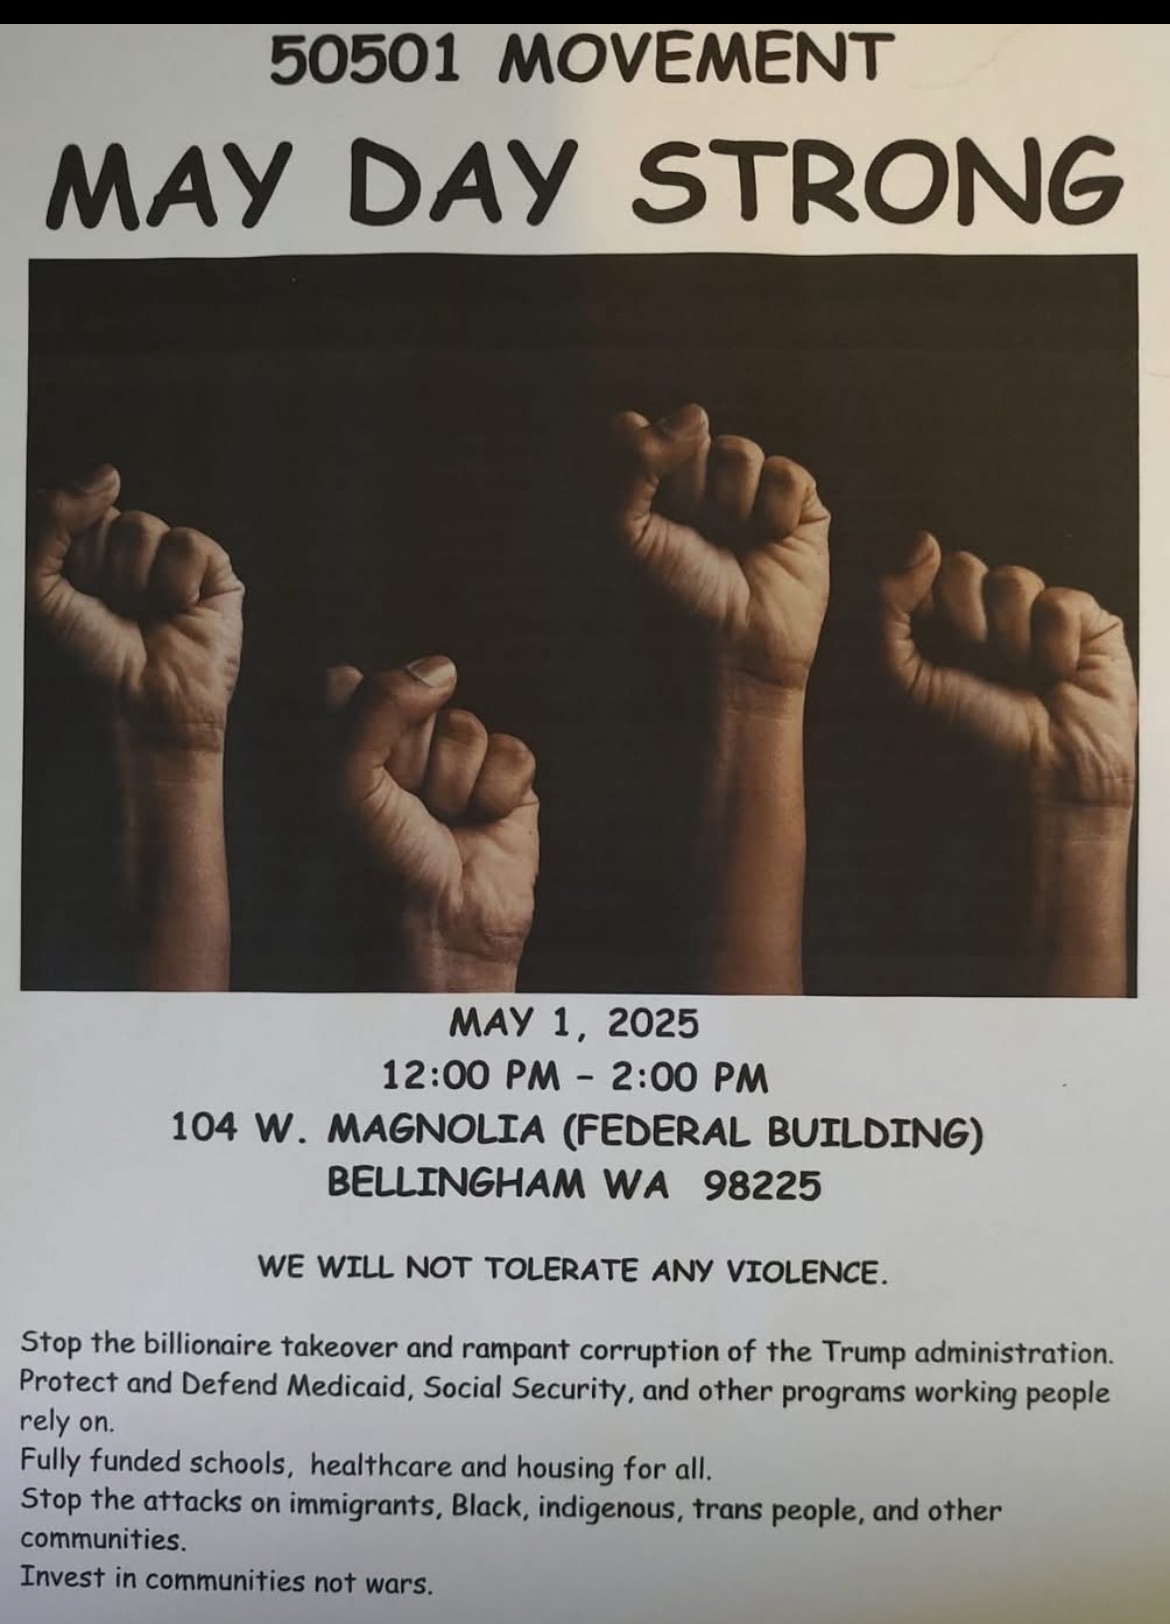 50501 MOVEMENT
MAY DAY STRONG
MAY 1, 2025
12:00 PM - 2:00 PM
104 W. MAGNOLIA (FEDERAL BUILDING)
BELLINGHAM WA 98225
WE WILL NOT TOLERATE ANY VIOLENCE.
Stop the billionaire takeover and rampant corruption of the Trump administration.
Protect and Defend Medicaid, Social Security, and other programs working people
rely on.
Fully funded schools, healthcare and housing for all.
Stop the attacks on immigrants, Black, indigenous, trans people, and other
communities.
Invest in communities not wars.